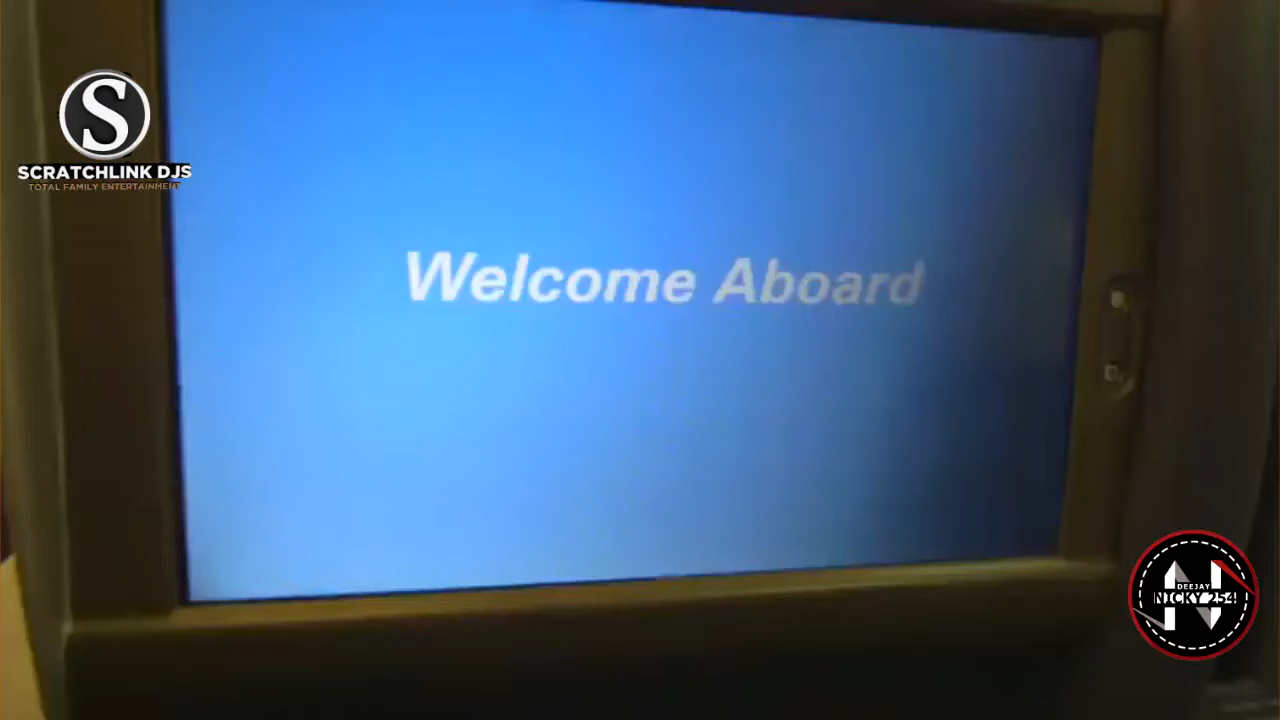 S
SCRATCHLINK DJS
TOTAL FAMILY ENTERTAINMENT
Welcome Aboard
DEEJAY
NICKY 254